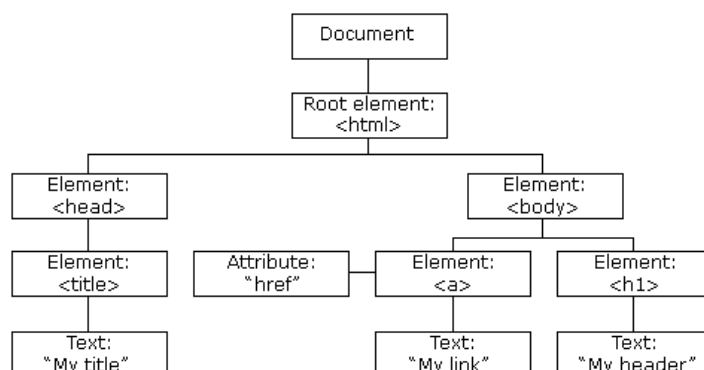 Document
Root element:
<html>
Element:
<head>
Element:
<body>
Element:
<title>
Attribute:
“href”
Element:
<a>
Element:
<h1>
Text:
“My title”
Text:
“My link”
Text:
“My header”